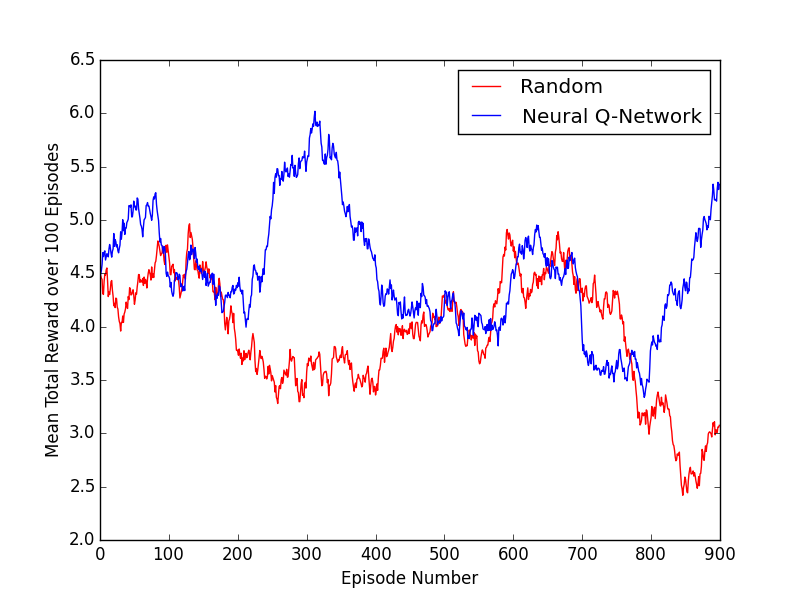 6.5
6.0
5.5
5.0
4.5
4.0
3.5
3.0
2.5
2.0
Mean Total Reward over 100 Episodes
Random
Neural Q-Network
0 100 200 300 400 500 600 700 800 900
Episode Number